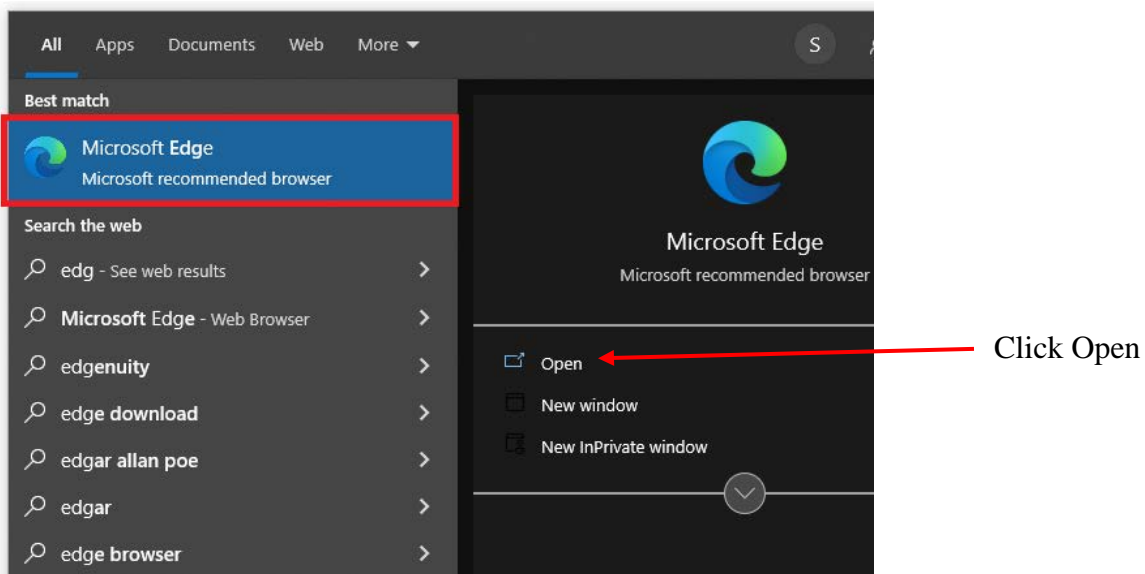 All Apps Documents Web More
S
Best match
Microsoft Edge
Microsoft recommended browser
Search the web
edg - See web results
Microsoft Edge - Web Browser
edgenuity
edge download
edgar allan poe
edgar
edge browser
Microsoft Edge
Microsoft recommended browser
Open
New window
New InPrivate window
Click Open